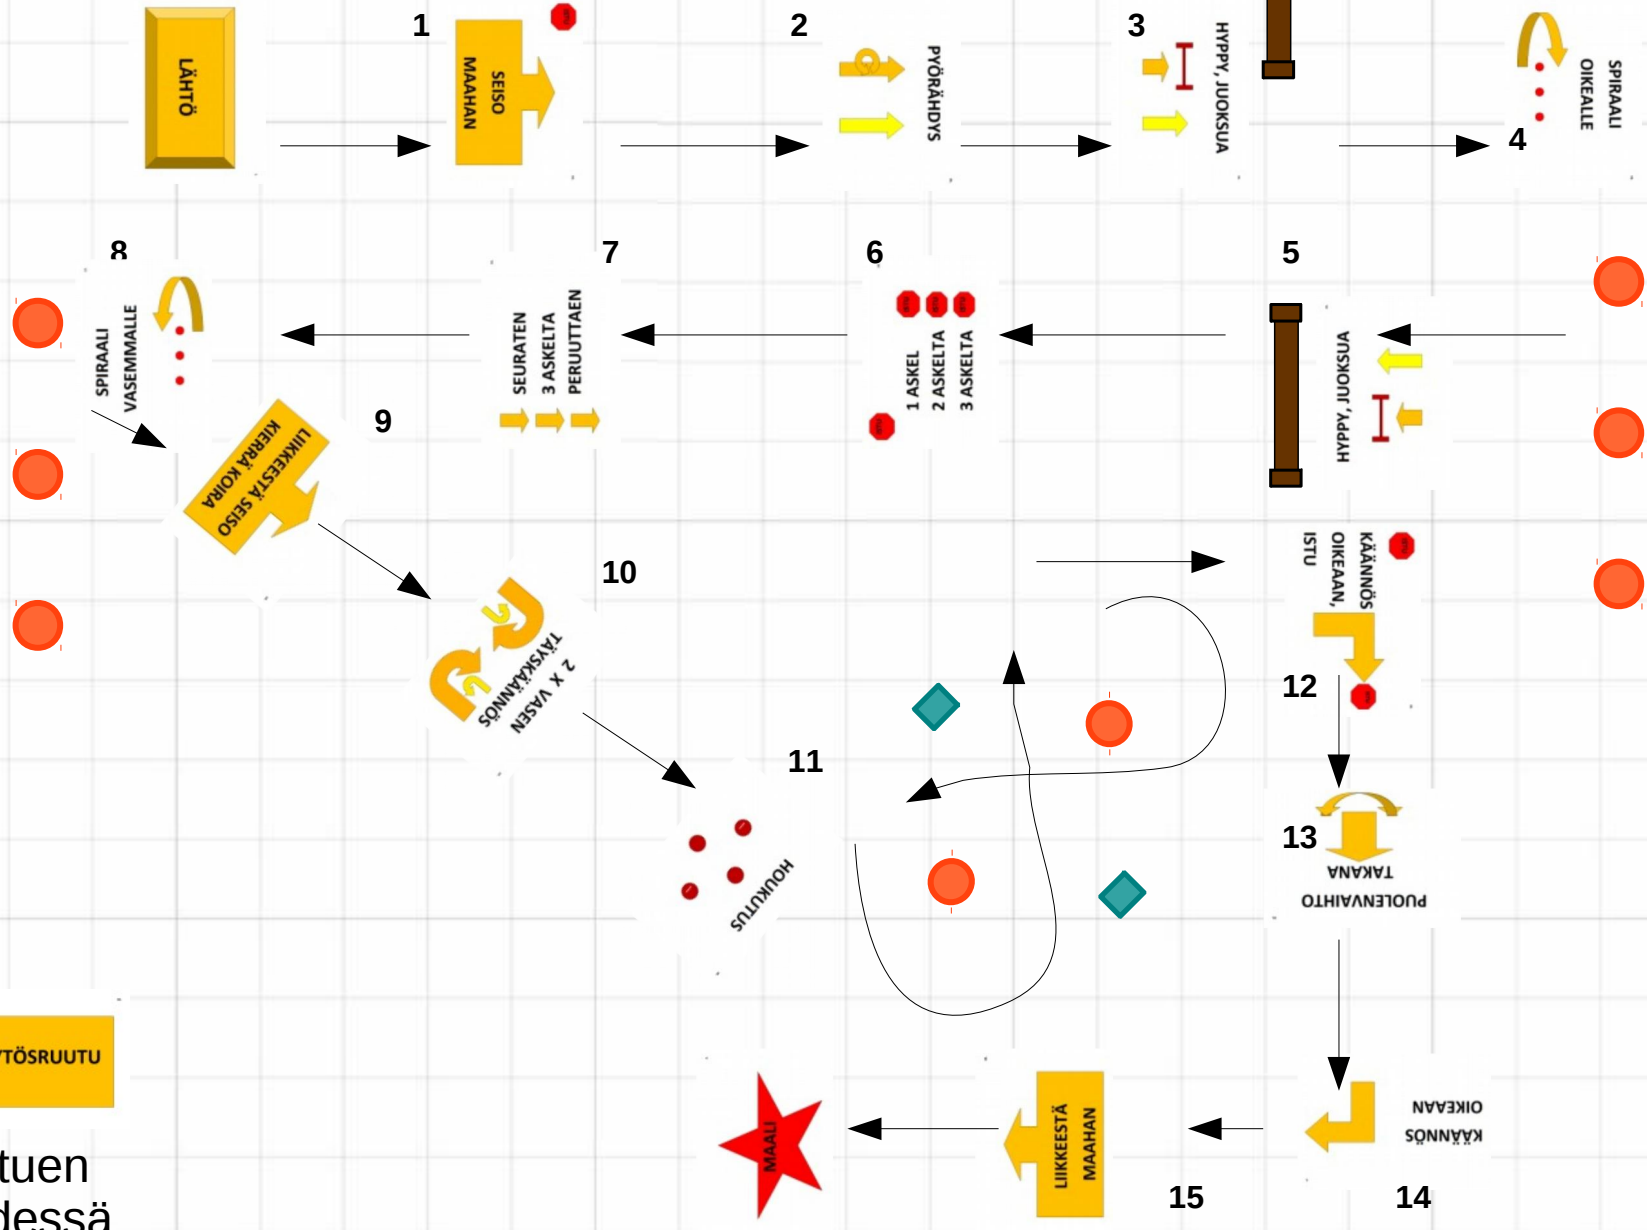 LÄHTÖ
1
SEISO
MAAHAN
2
PYÖRÄHDYS
3
HYPPY, JUOKSUA
4
SPIRAALI
OIKEALLE
5
HYPPY, JUOKSUA
6
1 ASKEL
2 ASKELTA
3 ASKELTA
7
SEURATEN
3 ASKELTA
PERUUTTAEN
8
SPIRAALI
VASEMMALLE
9
LIIKKEESTÄ SEISO
KIERRÄ KOIRA
10
2 X VASEN
TÄYSKÄÄNNÖS
11
HOUKUTUS
12
KÄÄNNÖS
OIKEAAN,
ISTU
13
PUOLENVAIHTO
TAKANA
14
KÄÄNNÖS
OIKEAAN
15
LIIKKEESTÄ
MAAHAN
MAALI
TÖSRUUTU
tuen
dessä